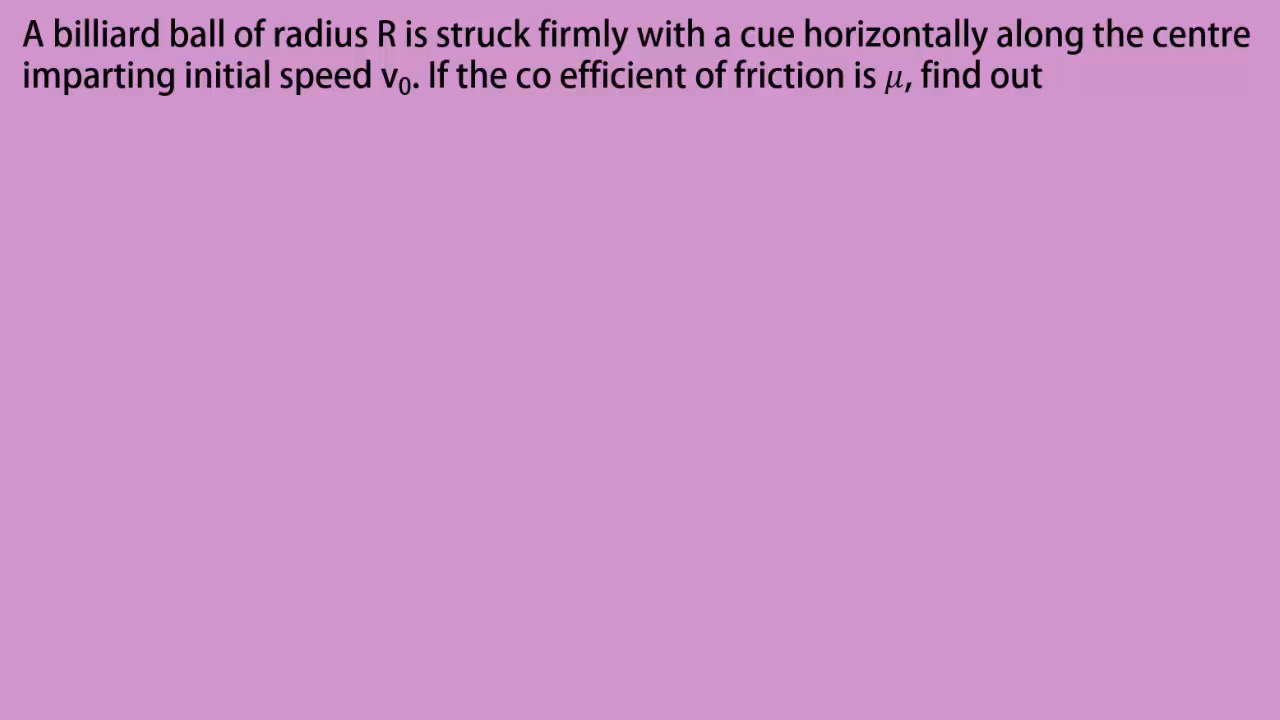 A billiard ball of radius R is struck firmly with a cue horizontally along the centre
imparting initial speed v₀. If the co efficient of friction is μ, find out